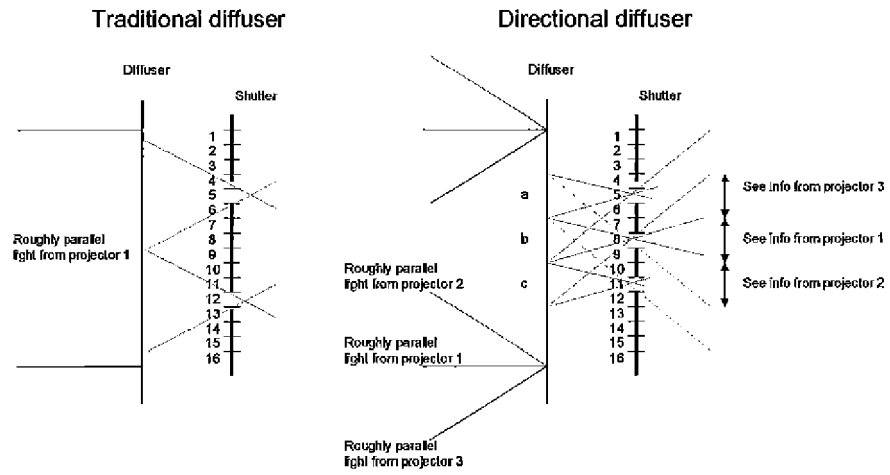 Traditional diffuser
Diffuser
Shutter
1
2
3
4
5
6
7
8
9
10
11
12
13
14
15
16
Roughly parallel
light from projector 1
Directional diffuser
Diffuser
Shutter
1
2
3
4
5
6
7
8
9
10
11
12
13
14
15
16
a
b
c
See info from projector 3
See info from projector 1
See info from projector 2
Roughly parallel
light from projector 2
Roughly parallel
light from projector 1
Roughly parallel
light from projector 3